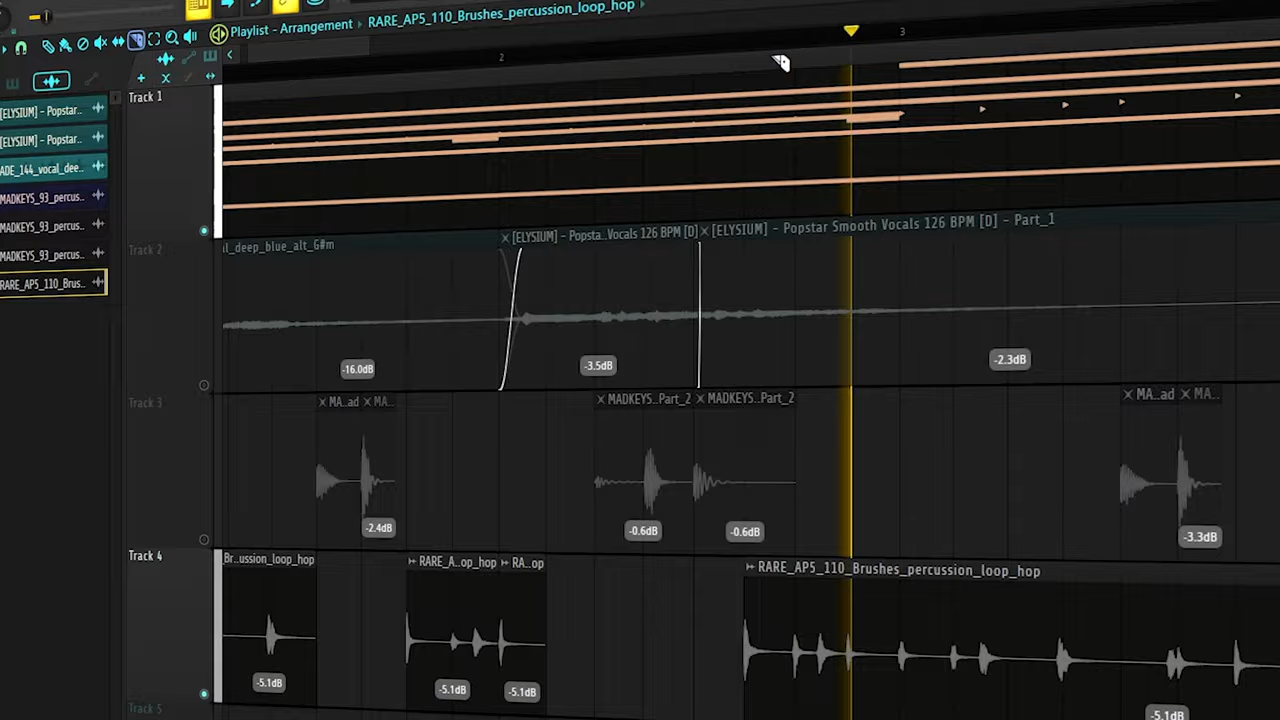 Playlist - Arrangement › RARE_AP5_110_Brushes_percussion_loop_hop ›
2
3
[ELYSIUM] - Popstar..
[ELYSIUM] - Popstar..
ADE_144_vocal_dee..
MADKEYS_93_percus..
MADKEYS_93_percus..
MADKEYS_93_percus..
RARE_AP5_110_Brus..
Track 1
Track 2
l_deep_blue_alt_G#m
[ELYSIUM] - Popsta..Vocals 126 BPM [D]
[ELYSIUM] - Popstar Smooth Vocals 126 BPM [D] - Part_1
-16.0dB
-3.5dB
-2.3dB
Track 3
MA..ad
MA..
MADKEYS..Part_2
MADKEYS..Part_2
MA..ad
MA..
-2.4dB
-0.6dB
-0.6dB
-3.3dB
Track 4
Br..ussion_loop_hop
RARE_A..op_hop
RA..op
RARE_AP5_110_Brushes_percussion_loop_hop
-5.1dB
-5.1dB
-5.1dB
-5.1dB
Track 5